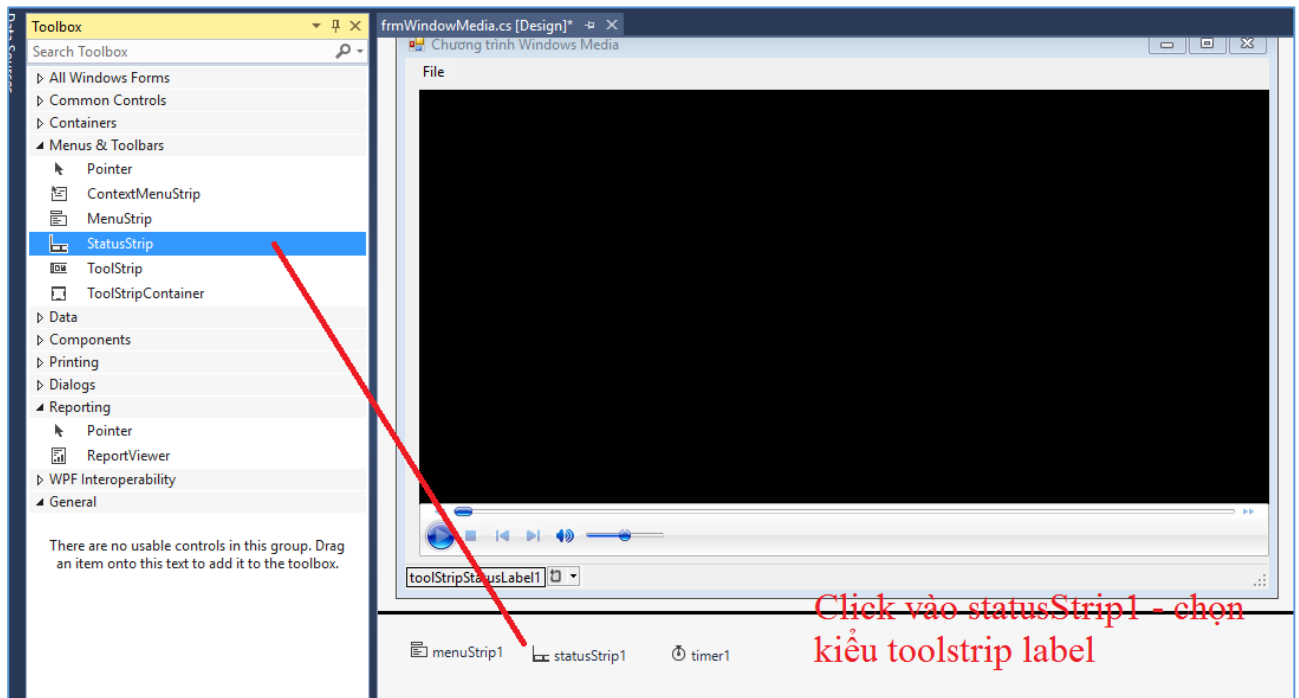 Data Sources
Toolbox
Search Toolbox
All Windows Forms
Common Controls
Containers
Menus & Toolbars
Pointer
ContextMenuStrip
MenuStrip
StatusStrip
ToolStrip
ToolStripContainer
Data
Components
Printing
Dialogs
Reporting
Pointer
ReportViewer
WPF Interoperability
General
There are no usable controls in this group. Drag
an item onto this text to add it to the toolbox.
frmWindowMedia.cs [Design]*
Chương trình Windows Media
File
toolStripStatusLabel1
Click vào statusStrip1 - chọn
kiểu toolstrip label
menuStrip1
statusStrip1
timer1